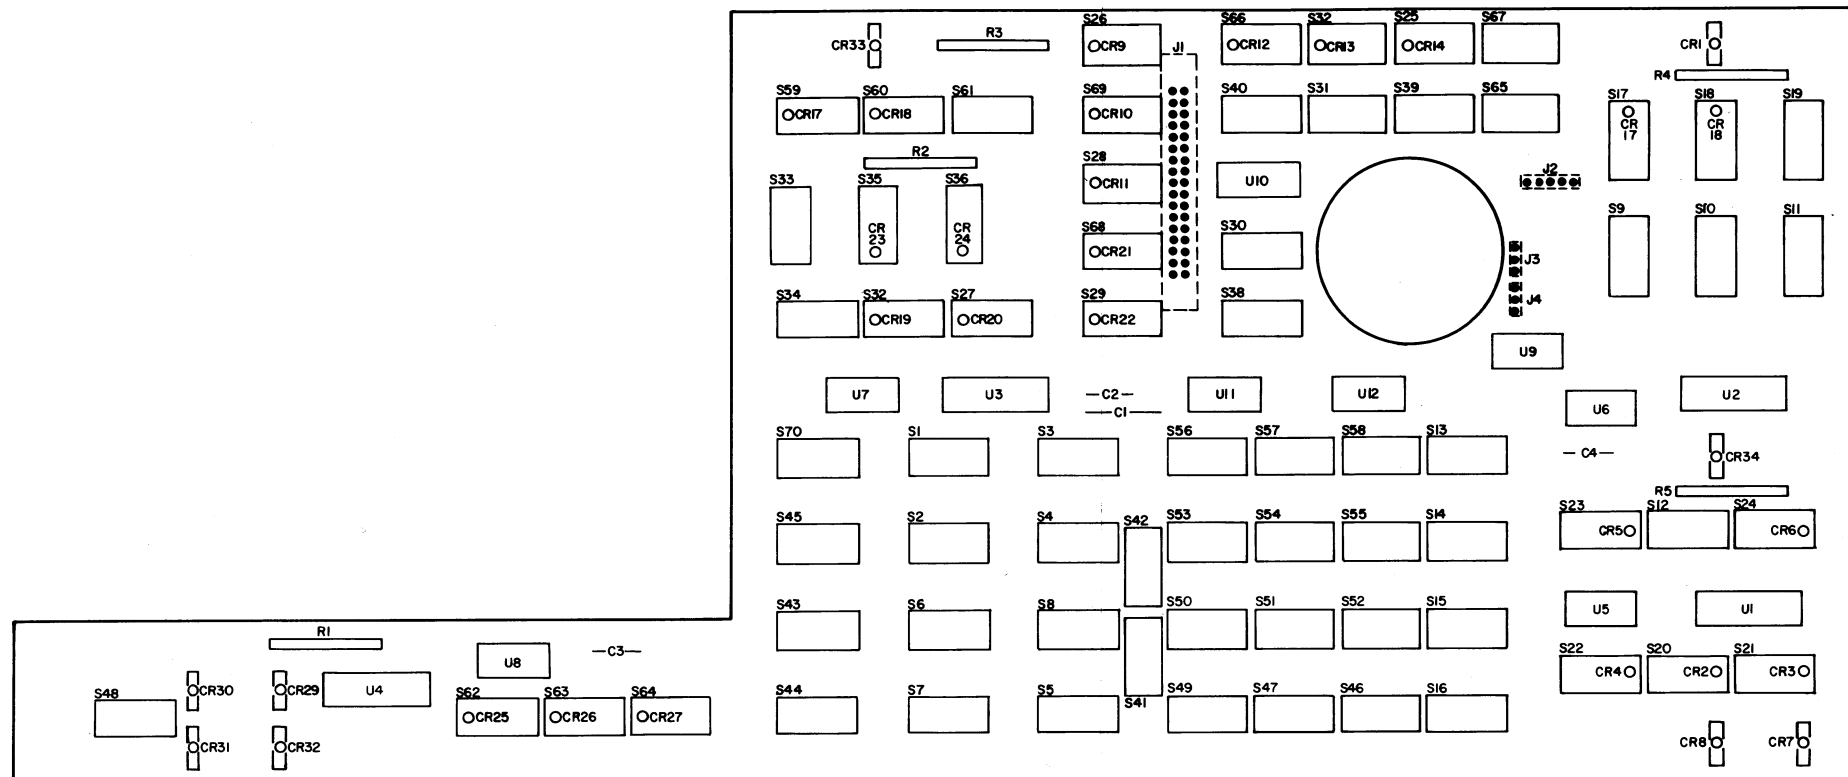 S26 S66 S32 S25 S67
CR33 R3 CR9 J1 CR12 CR13 CR14 CR1
R4
S59 S60 S61 S69 S40 S31 S39 S65 S17 S18 S19
CR17 CR18 CR10 CR 17 CR 18
R2 S28
S33 S35 S36 CR11 U10 J2
S9 S10 S11
CR 23 CR 24 S68 S30
CR21 J3
S34 S32 S27 S29 S38 J4
CR19 CR20 CR22
U9
U7 U3 C2 U11 U12 U6 U2
C1
S70 S1 S3 S56 S57 S58 S13
C4 CR34
R5
S45 S2 S4 S42 S53 S54 S55 S14 S23 S12 S24
CR5 CR6
S43 S6 S8 S50 S51 S52 S15 U5 U1
R1
U8 C3 S22 S20 S21
S48 CR30 CR29 U4 S62 S63 S64 S44 S7 S5 S41 S49 S47 S46 S16 CR4 CR2 CR3
CR25 CR26 CR27
CR31 CR32 CR8 CR7